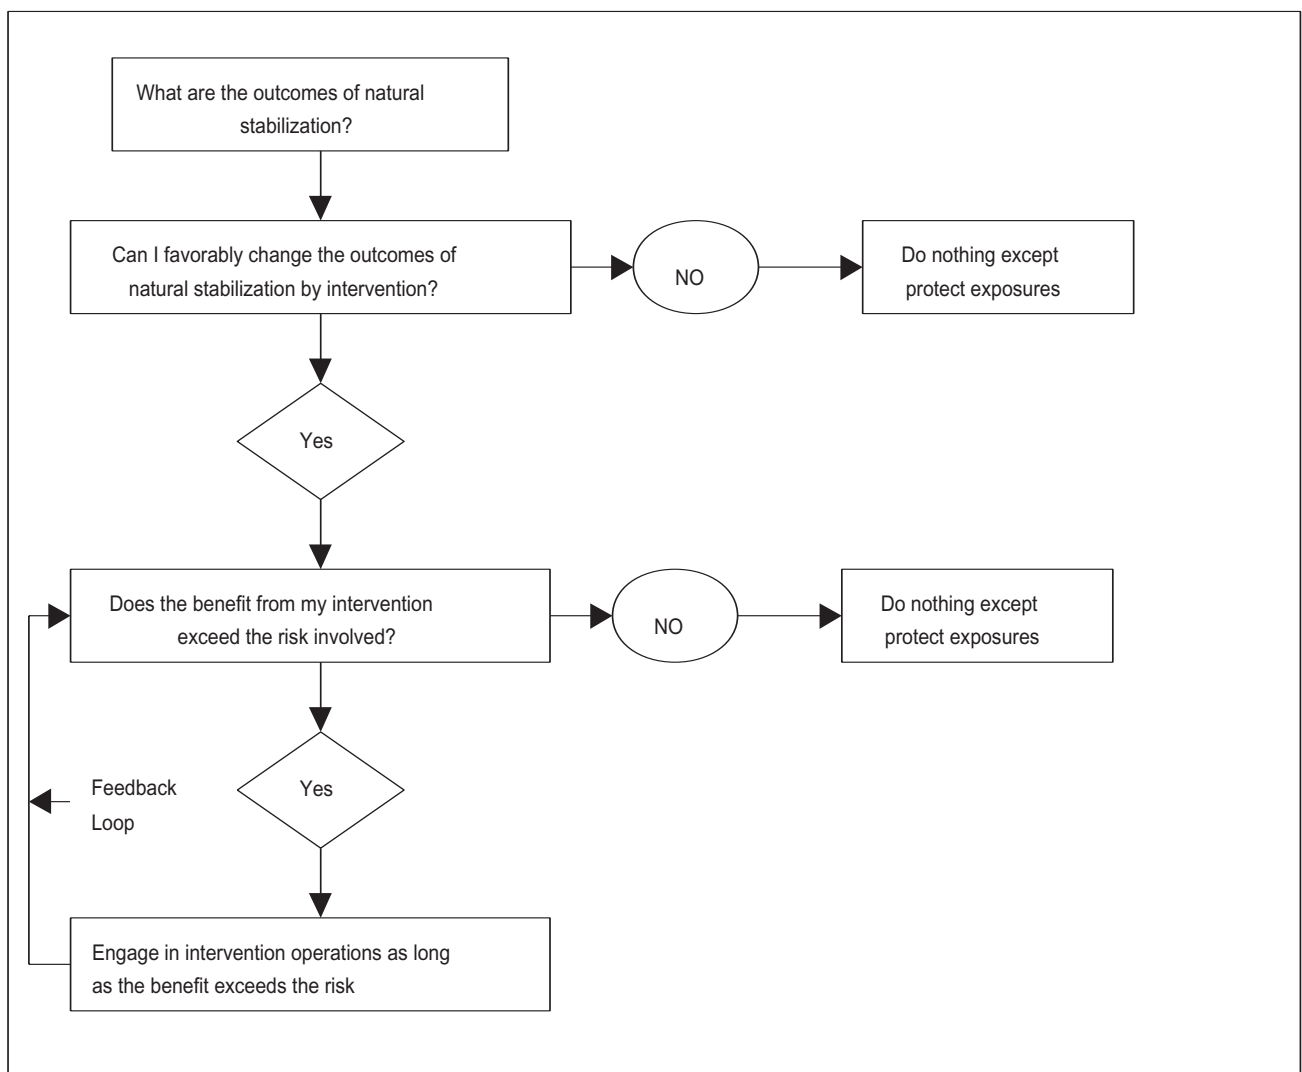 What are the outcomes of natural
stabilization?
Can I favorably change the outcomes of
natural stabilization by intervention?
NO
Do nothing except
protect exposures
Yes
Does the benefit from my intervention
exceed the risk involved?
NO
Do nothing except
protect exposures
Yes
Feedback
Loop
Engage in intervention operations as long
as the benefit exceeds the risk